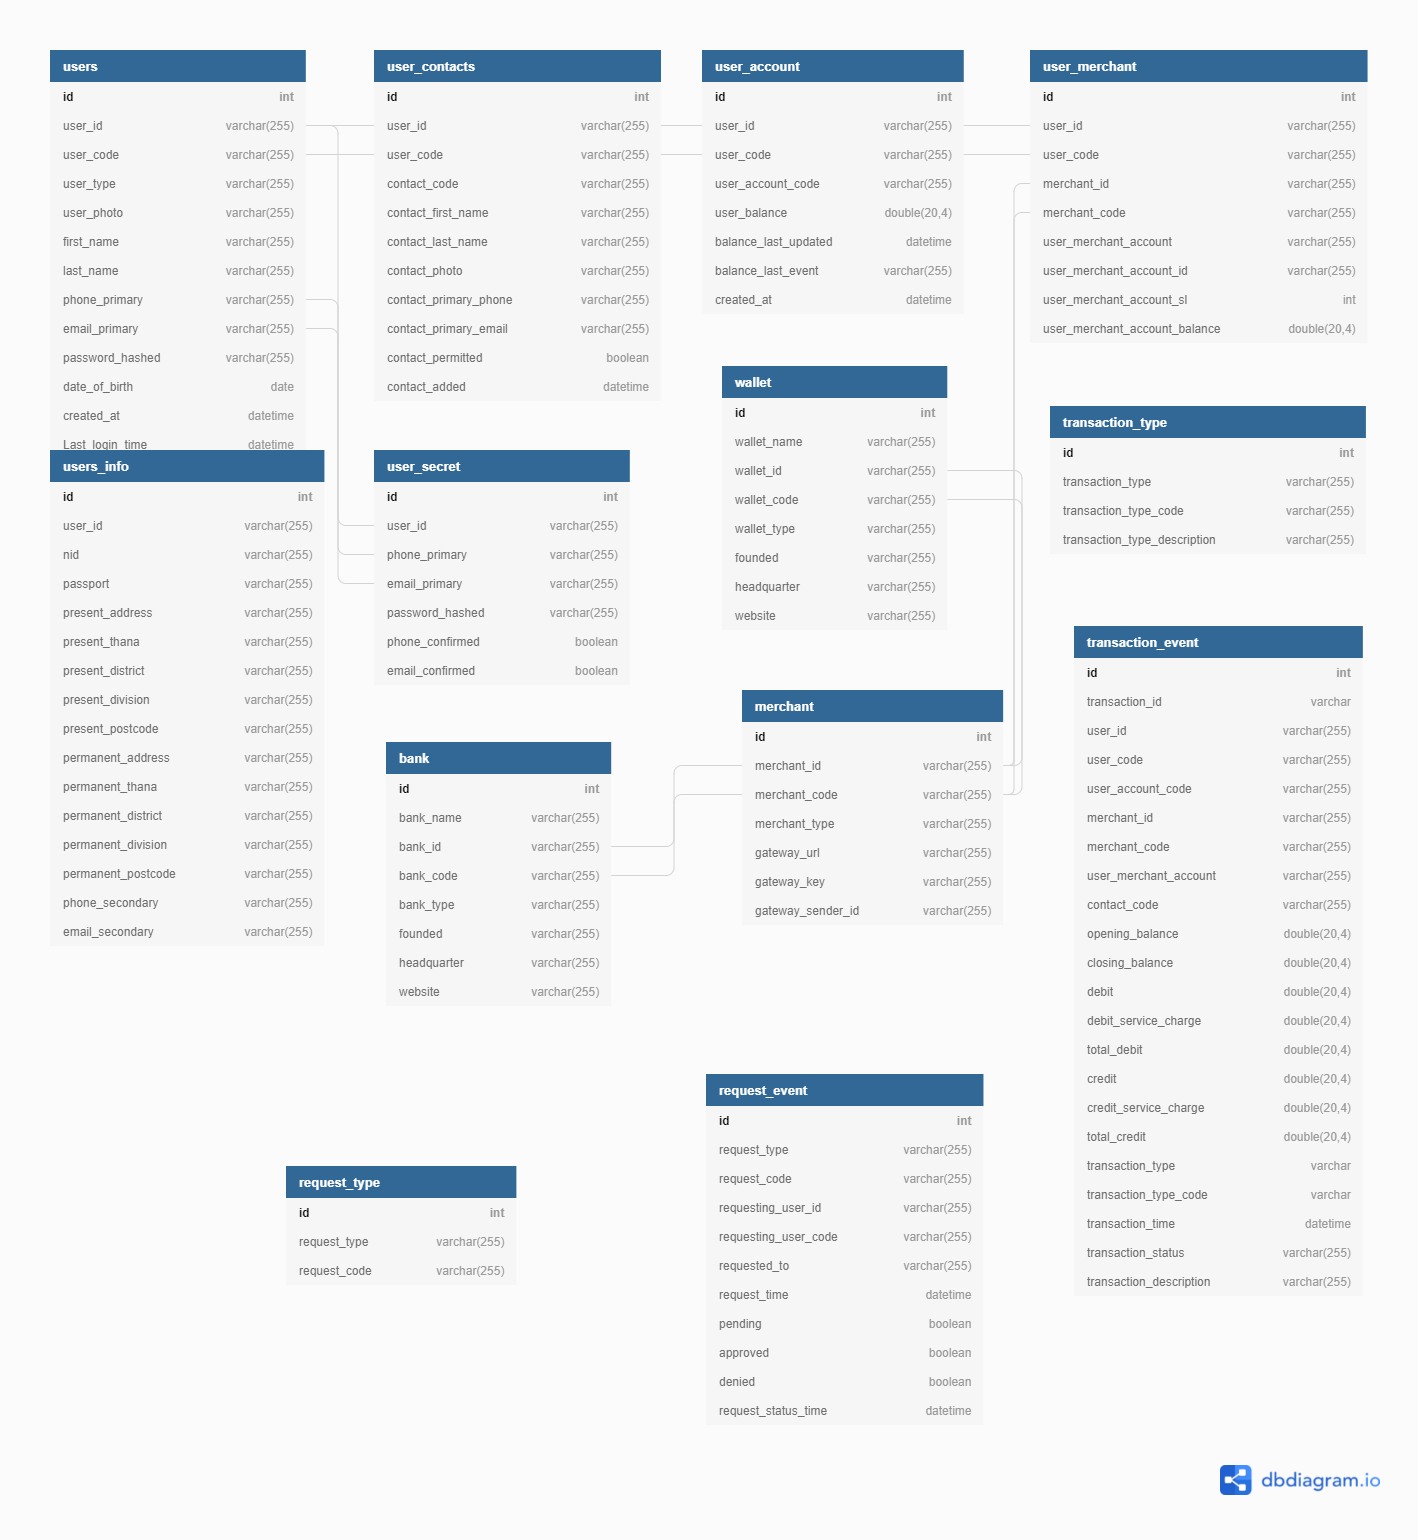 users
id int
user_id varchar(255)
user_code varchar(255)
user_type varchar(255)
user_photo varchar(255)
first_name varchar(255)
last_name varchar(255)
phone_primary varchar(255)
email_primary varchar(255)
password_hashed varchar(255)
date_of_birth date
created_at datetime
Last_login_time datetime
user_contacts
id int
user_id varchar(255)
user_code varchar(255)
contact_code varchar(255)
contact_first_name varchar(255)
contact_last_name varchar(255)
contact_photo varchar(255)
contact_primary_phone varchar(255)
contact_primary_email varchar(255)
contact_permitted boolean
contact_added datetime
user_account
id int
user_id varchar(255)
user_code varchar(255)
user_account_code varchar(255)
user_balance double(20,4)
balance_last_updated datetime
balance_last_event varchar(255)
created_at datetime
user_merchant
id int
user_id varchar(255)
user_code varchar(255)
merchant_id varchar(255)
merchant_code varchar(255)
user_merchant_account varchar(255)
user_merchant_account_id varchar(255)
user_merchant_account_sl int
user_merchant_account_balance double(20,4)
wallet
id int
wallet_name varchar(255)
wallet_id varchar(255)
wallet_code varchar(255)
wallet_type varchar(255)
founded varchar(255)
headquarter varchar(255)
website varchar(255)
transaction_type
id int
transaction_type varchar(255)
transaction_type_code varchar(255)
transaction_type_description varchar(255)
users_info
id int
user_id varchar(255)
nid varchar(255)
passport varchar(255)
present_address varchar(255)
present_thana varchar(255)
present_district varchar(255)
present_division varchar(255)
present_postcode varchar(255)
permanent_address varchar(255)
permanent_thana varchar(255)
permanent_district varchar(255)
permanent_division varchar(255)
permanent_postcode varchar(255)
phone_secondary varchar(255)
email_secondary varchar(255)
user_secret
id int
user_id varchar(255)
phone_primary varchar(255)
email_primary varchar(255)
password_hashed varchar(255)
phone_confirmed boolean
email_confirmed boolean
transaction_event
id int
transaction_id varchar
user_id varchar(255)
user_code varchar(255)
user_account_code varchar(255)
merchant_id varchar(255)
merchant_code varchar(255)
user_merchant_account varchar(255)
contact_code varchar(255)
opening_balance double(20,4)
closing_balance double(20,4)
debit double(20,4)
debit_service_charge double(20,4)
total_debit double(20,4)
credit double(20,4)
credit_service_charge double(20,4)
total_credit double(20,4)
transaction_type varchar
transaction_type_code varchar
transaction_time datetime
transaction_status varchar(255)
transaction_description varchar(255)
merchant
id int
merchant_id varchar(255)
merchant_code varchar(255)
merchant_type varchar(255)
gateway_url varchar(255)
gateway_key varchar(255)
gateway_sender_id varchar(255)
bank
id int
bank_name varchar(255)
bank_id varchar(255)
bank_code varchar(255)
bank_type varchar(255)
founded varchar(255)
headquarter varchar(255)
website varchar(255)
request_event
id int
request_type varchar(255)
request_code varchar(255)
requesting_user_id varchar(255)
requesting_user_code varchar(255)
requested_to varchar(255)
request_time datetime
pending boolean
approved boolean
denied boolean
request_status_time datetime
request_type
id int
request_type varchar(255)
request_code varchar(255)
dbdiagram.io